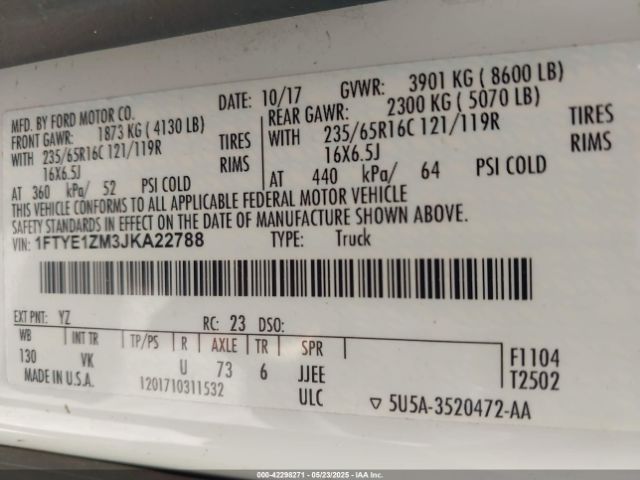 MFD. BY FORD MOTOR CO. DATE: 10/17 GVWR: 3901 KG ( 8600 LB)
FRONT GAWR: 1873 KG ( 4130 LB) REAR GAWR: 2300 KG ( 5070 LB)
WITH 235/65R16C 121/119R TIRES WITH 235/65R16C 121/119R TIRES
16X6.5J RIMS 16X6.5J RIMS
AT 360 kPa/ 52 PSI COLD AT 440 kPa/ 64 PSI COLD
THIS VEHICLE CONFORMS TO ALL APPLICABLE FEDERAL MOTOR VEHICLE
SAFETY STANDARDS IN EFFECT ON THE DATE OF MANUFACTURE SHOWN ABOVE.
VIN: 1FTYE1ZM3JKA22788 TYPE: Truck
EXT PNT: YZ RC: 23 DSO:
WB INT TR TP/PS R AXLE TR SPR
130 VK U 73 6 JJEE F1104
MADE IN U.S.A. 1201710311532 ULC T2502
▽ 5U5A-3520472-AA
000-42298271 - 05/23/2025 - IAA Inc.